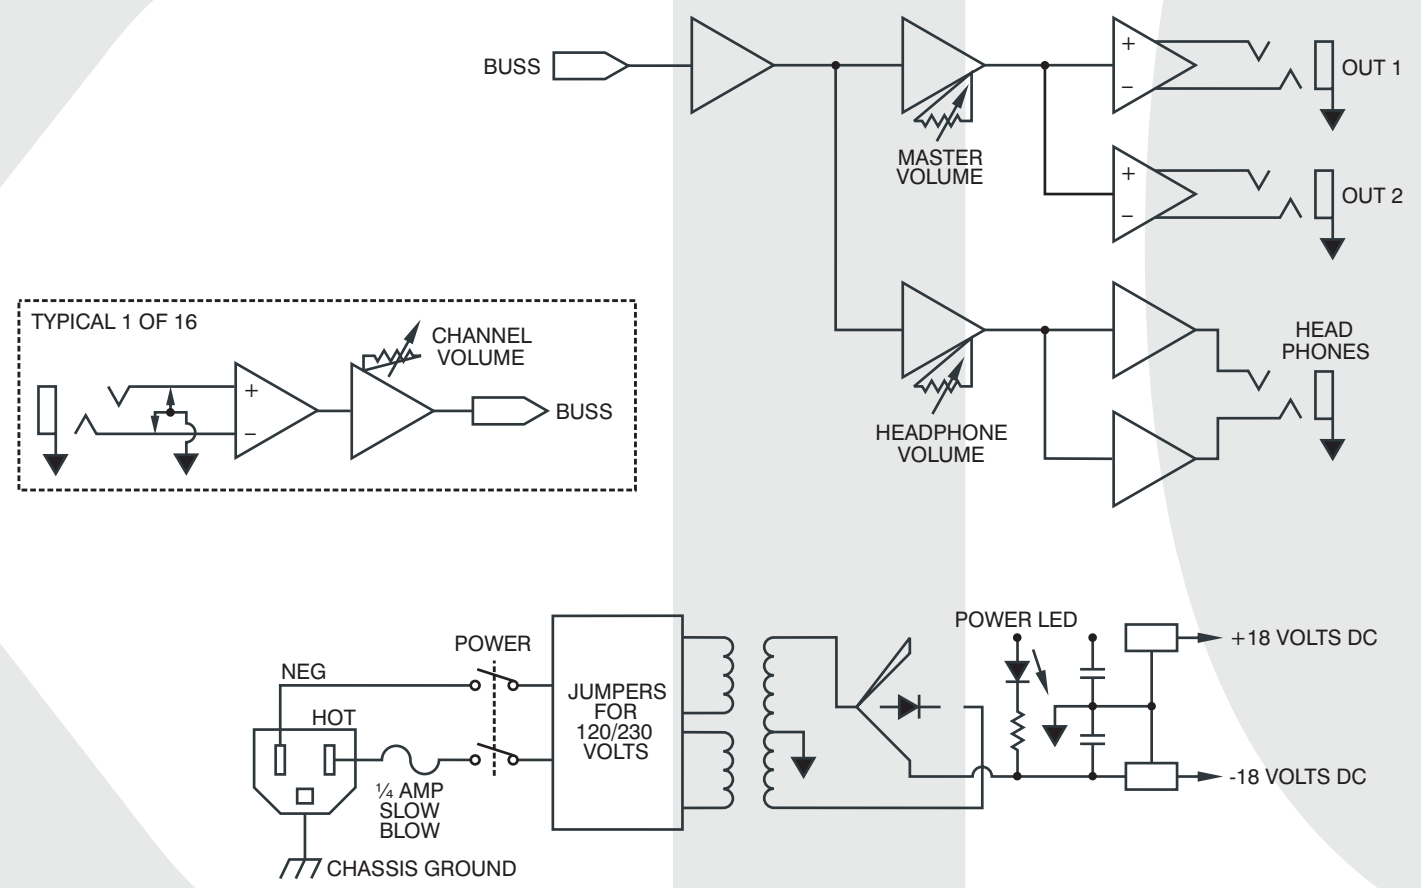 BUSS
+
−
OUT 1
MASTER
VOLUME
+
−
OUT 2
TYPICAL 1 OF 16
CHANNEL
VOLUME
+
−
BUSS
HEAD
PHONES
HEADPHONE
VOLUME
POWER
NEG
HOT
¼ AMP
SLOW
BLOW
CHASSIS GROUND
JUMPERS
FOR
120/230
VOLTS
POWER LED
+18 VOLTS DC
-18 VOLTS DC